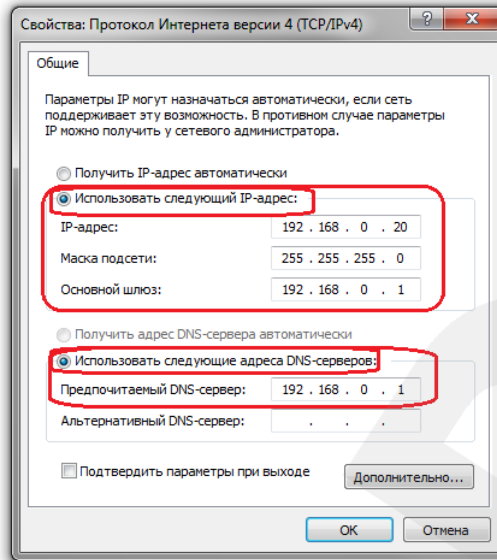 Свойства: Протокол Интернета версии 4 (TCP/IPv4)
Общие
Параметры IP могут назначаться автоматически, если сеть
поддерживает эту возможность. В противном случае параметры
IP можно получить у сетевого администратора.
Получить IP-адрес автоматически
Использовать следующий IP-адрес:
IP-адрес: 192 . 168 . 0 . 20
Маска подсети: 255 . 255 . 255 . 0
Основной шлюз: 192 . 168 . 0 . 1
Получить адрес DNS-сервера автоматически
Использовать следующие адреса DNS-серверов:
Предпочитаемый DNS-сервер: 192 . 168 . 0 . 1
Альтернативный DNS-сервер: . . .
Подтвердить параметры при выходе
Дополнительно...
ОК Отмена